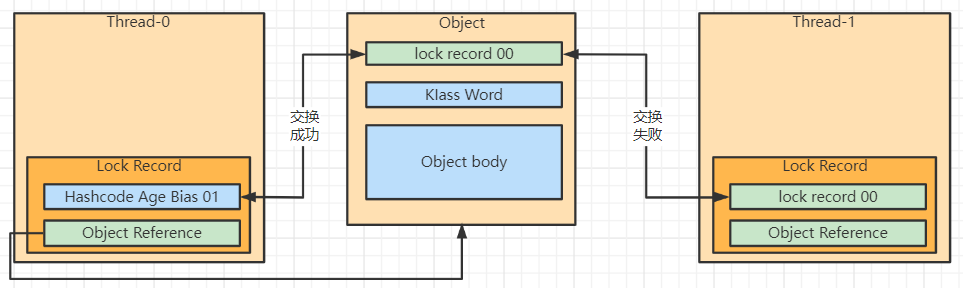 Thread-0
Lock Record
Hashcode Age Bias 01
Object Reference
交换
成功
Object
lock record 00
Klass Word
Object body
交换
失败
Thread-1
Lock Record
lock record 00
Object Reference